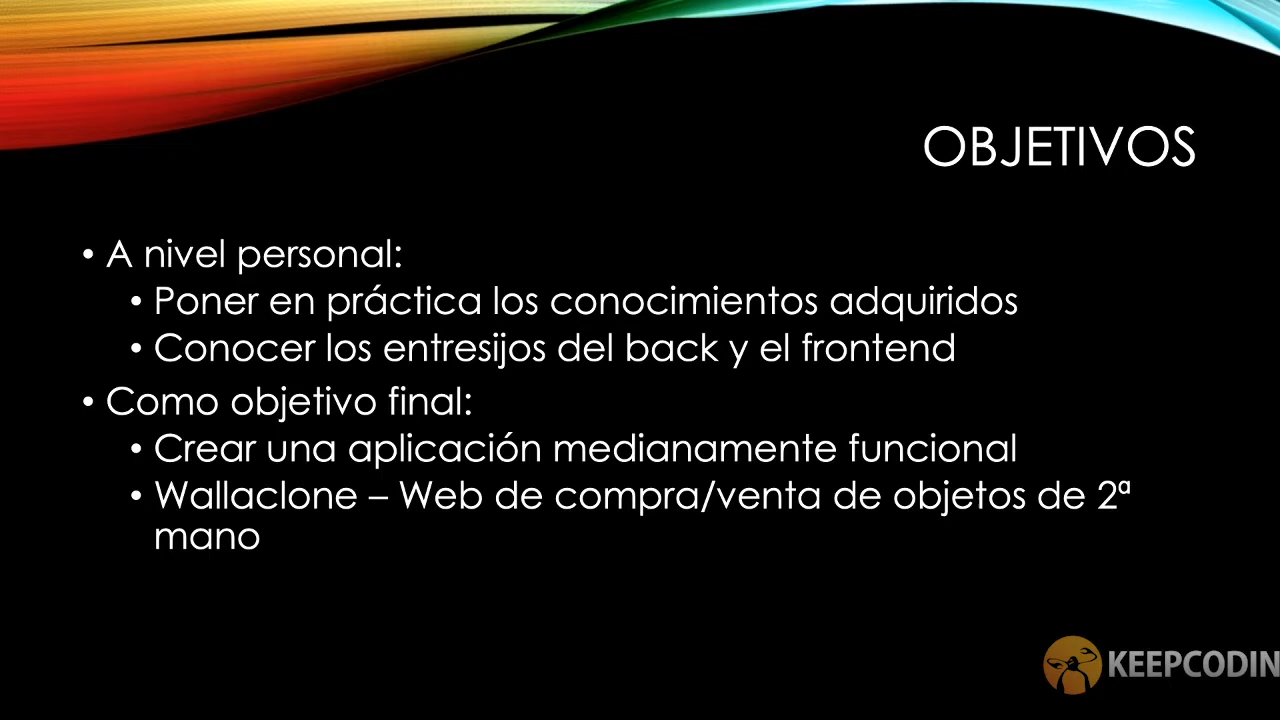 OBJETIVOS
• A nivel personal:
• Poner en práctica los conocimientos adquiridos
• Conocer los entresijos del back y el frontend
• Como objetivo final:
• Crear una aplicación medianamente funcional
• Wallaclone – Web de compra/venta de objetos de 2ª
mano
KEEPCODIN